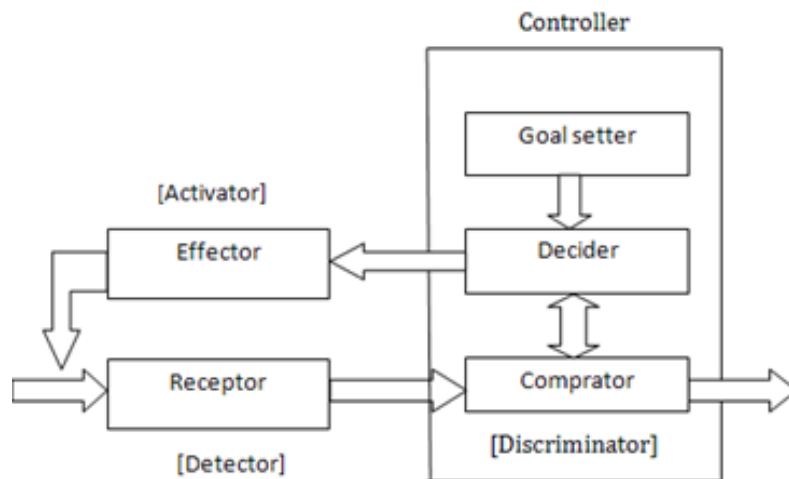 Controller
Goal setter
[Activator]
Effector
Decider
Receptor
Comprator
[Discriminator]
[Detector]